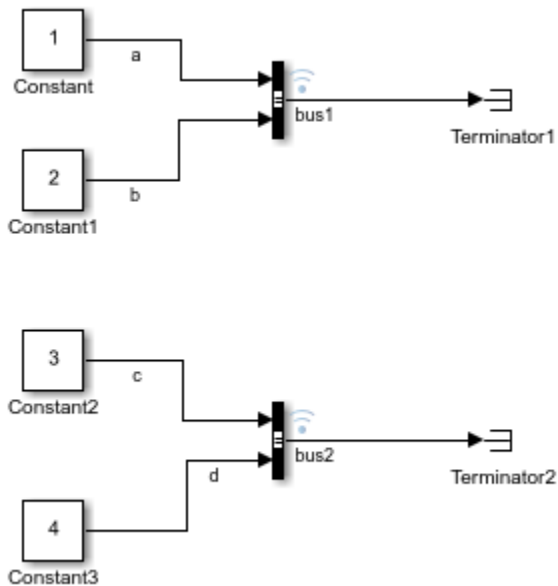 1
a
Constant
bus1
Terminator1
2
b
Constant1
3
c
Constant2
bus2
d
Terminator2
4
Constant3